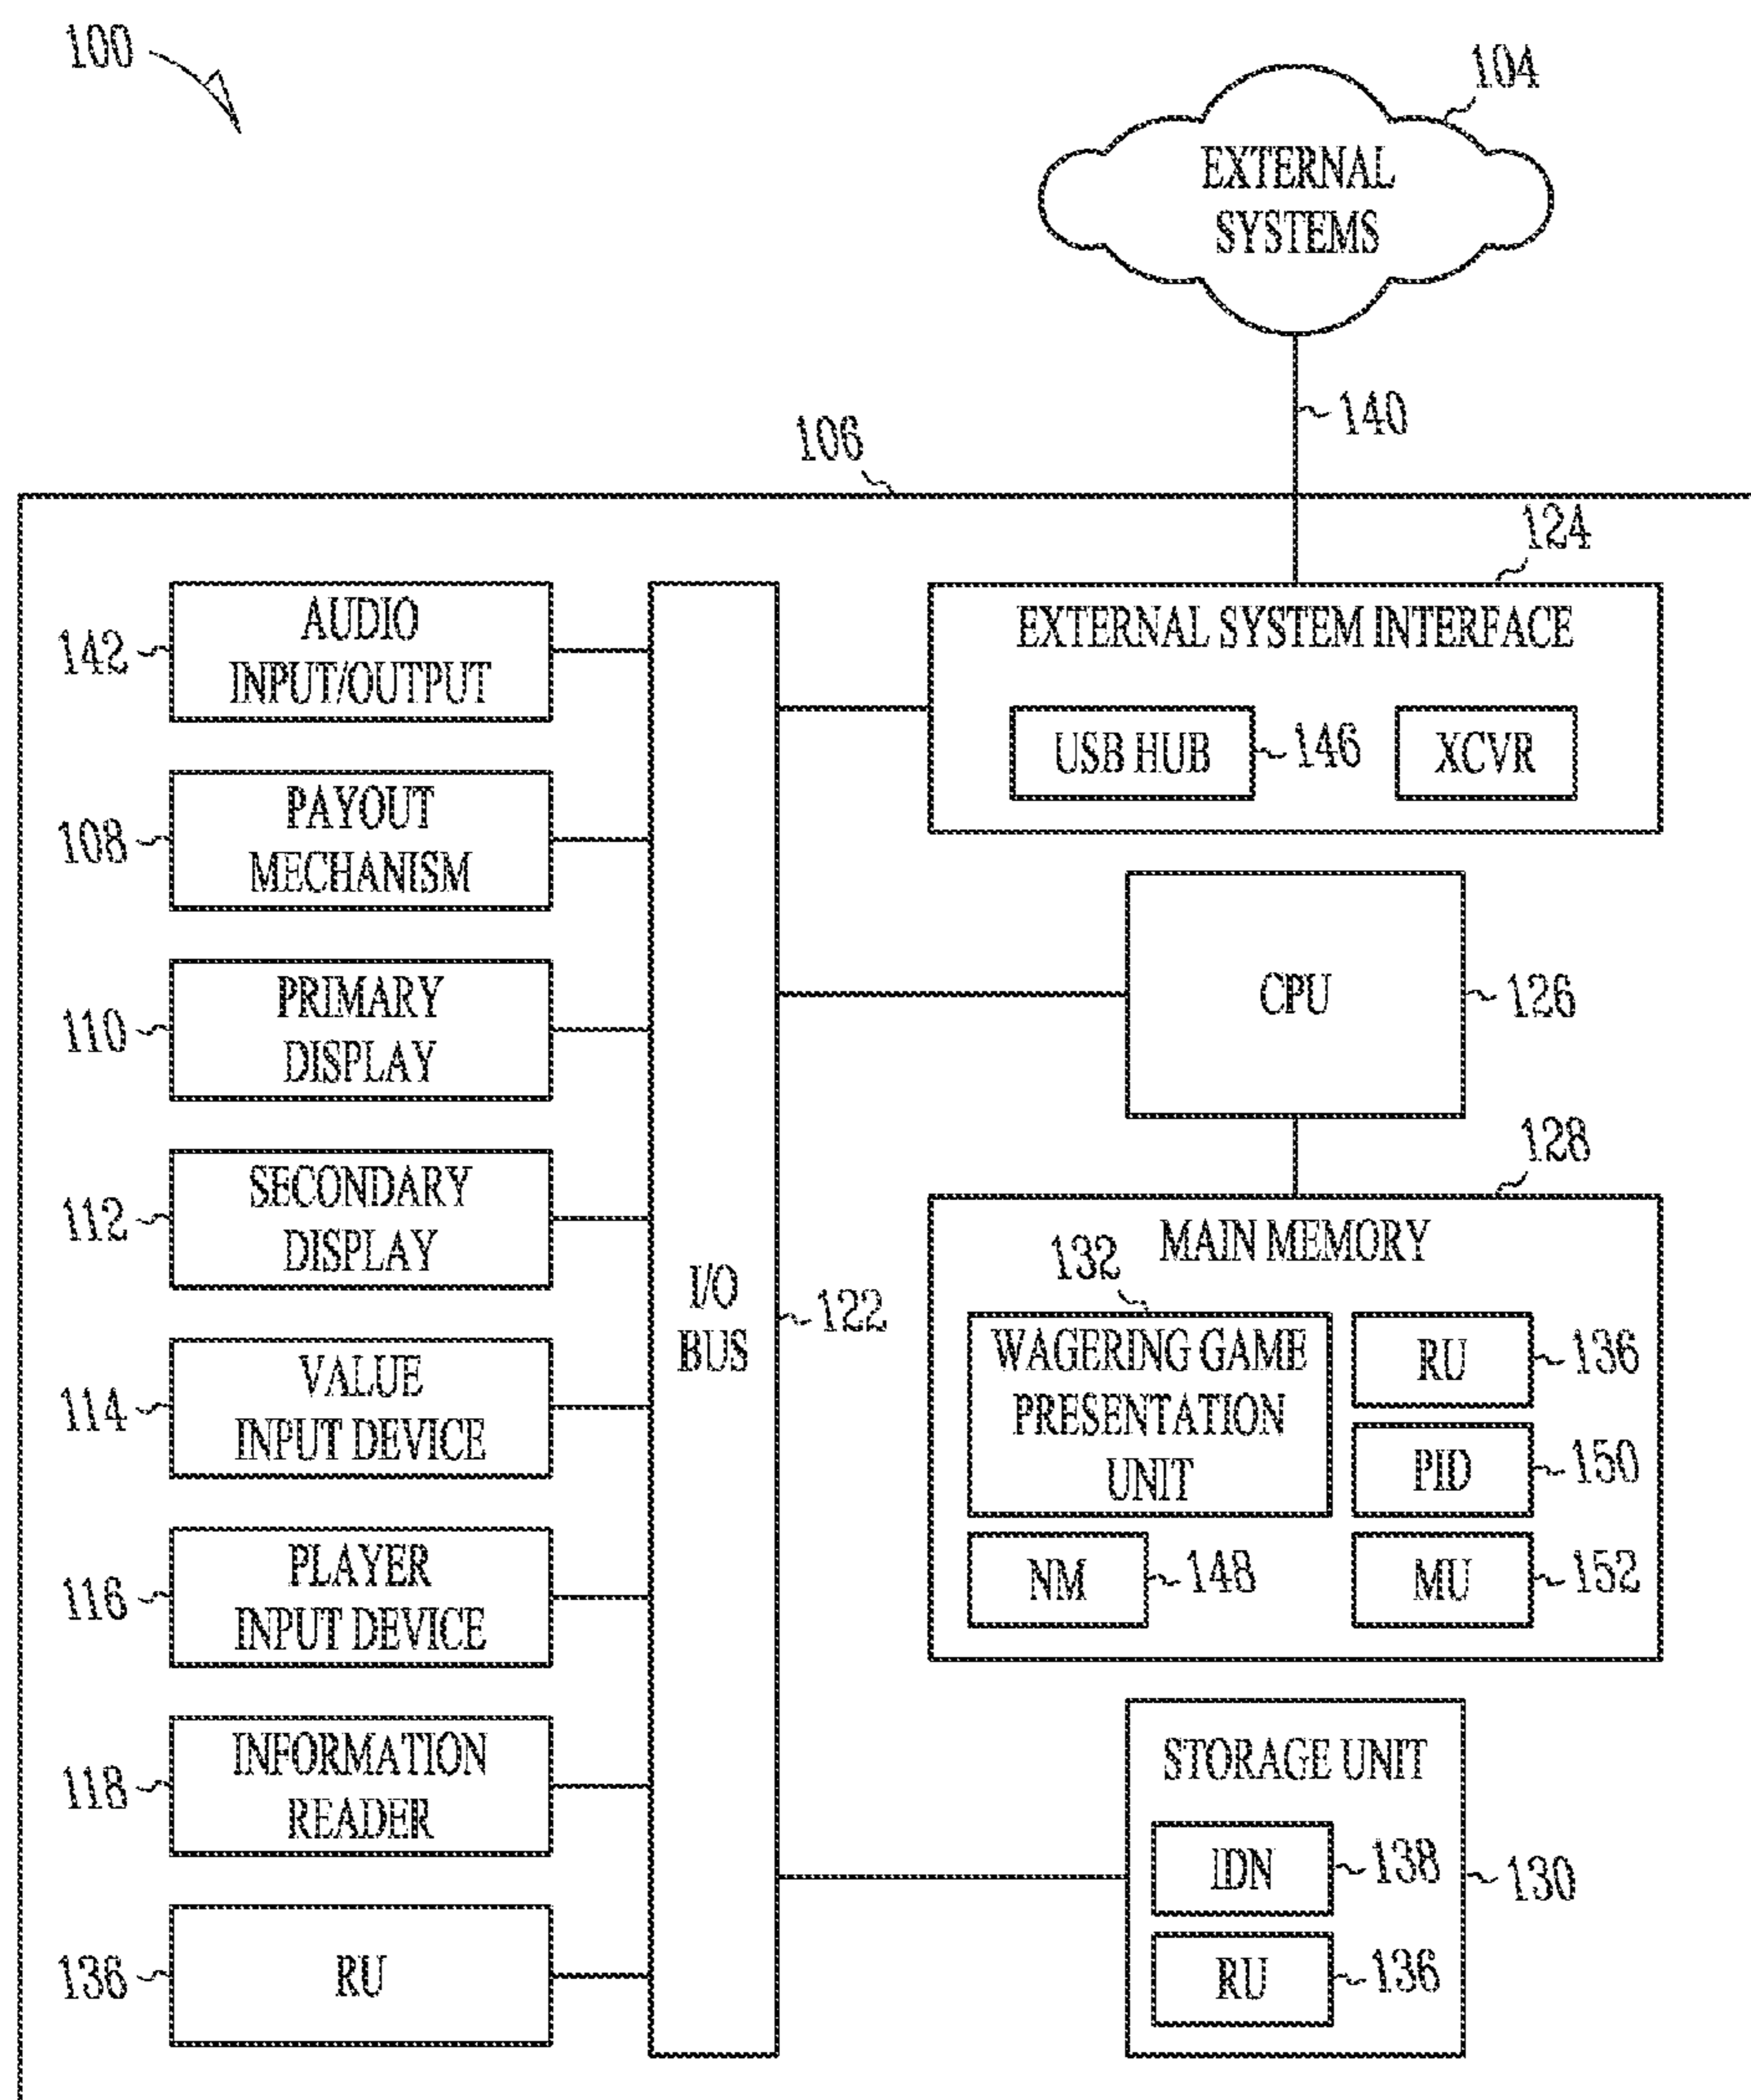 100
104
EXTERNAL
SYSTEMS
140
106
124
AUDIO
INPUT/OUTPUT
142
EXTERNAL SYSTEM INTERFACE
USB HUB
146
XCVR
PAYOUT
MECHANISM
108
CPU
126
PRIMARY
DISPLAY
110
128
SECONDARY
DISPLAY
112
MAIN MEMORY
132
I/O
BUS
122
WAGERING GAME
PRESENTATION
UNIT
RU
136
PID
150
NM
148
MU
152
VALUE
INPUT DEVICE
114
PLAYER
INPUT DEVICE
116
INFORMATION
READER
118
STORAGE UNIT
IDN
138
130
RU
136
RU
136